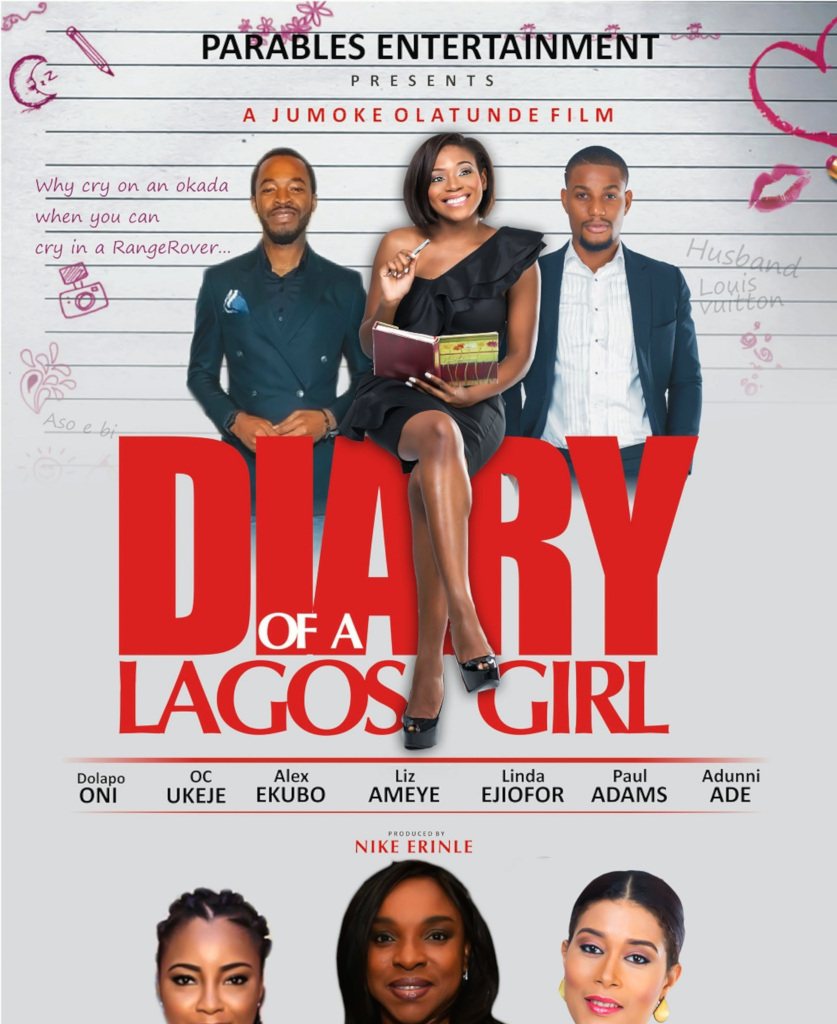 PARABLES ENTERTAINMENT
PRESENTS
A JUMOKE OLATUNDE FILM
Why cry on an okada
when you can
cry in a RangeRover...
Husband
Louis
Vuitton
Aso e bi
DIARY
OF A
LAGOS GIRL
Dolapo ONI
OC UKEJE
Alex EKUBO
Liz AMEYE
Linda EJIOFOR
Paul ADAMS
Adunni ADE
PRODUCED BY
NIKE ERINLE